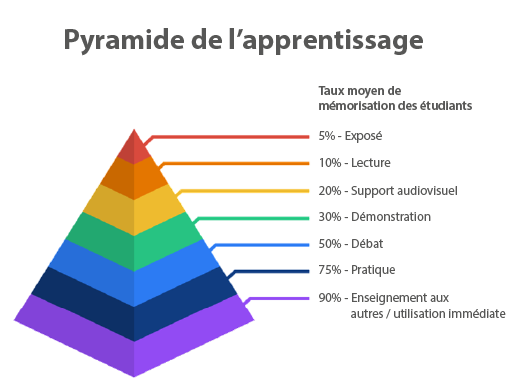 Pyramide de l’apprentissage
Taux moyen de
mémorisation des étudiants
5% - Exposé
10% - Lecture
20% - Support audiovisuel
30% - Démonstration
50% - Débat
75% - Pratique
90% - Enseignement aux
autres / utilisation immédiate